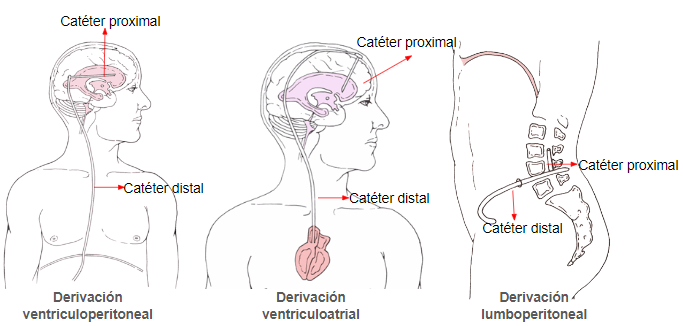 Catéter proximal
Catéter distal
Derivación
ventriculoperitoneal
Catéter proximal
Catéter distal
Derivación
ventriculoatrial
Catéter proximal
Catéter distal
Derivación
lumboperitoneal